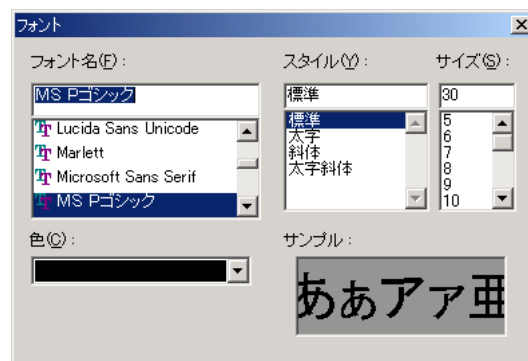 フォント
フォント名(F):
スタイル(Y):
サイズ(S):
MS Pゴシック
標準
30
Lucida Sans Unicode
Marlett
Microsoft Sans Serif
MS Pゴシック
標準
太字
斜体
太字斜体
5
6
7
8
9
10
色(C):
サンプル:
あぁアァ亜